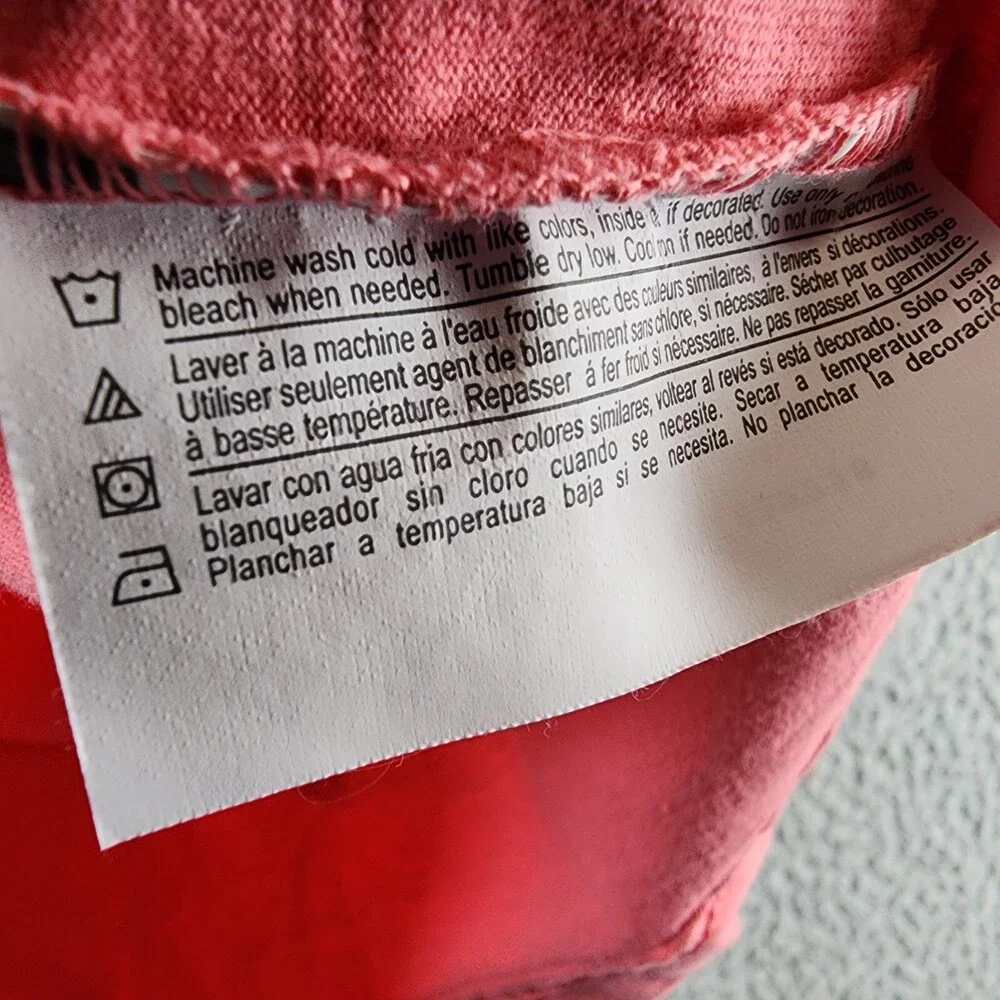 Machine wash cold with like colors, inside if decorated. Use only
bleach when needed. Tumble dry low. Cool iron if needed. Do not iron decoration.
Laver à la machine à l'eau froide avec des couleurs similaires, à l'envers si décorations.
Utiliser seulement agent de blanchiment sans chlore, si nécessaire. Sécher par culbutage
à basse température. Repasser à fer froid si nécessaire. Ne pas repasser la garniture.
Lavar con agua fria con colores similares, voltear al revés si está decorado. Sólo usar
blanqueador sin cloro cuando se necesite. Secar a temperatura baja
Planchar a temperatura baja si se necesita. No planchar la decoració